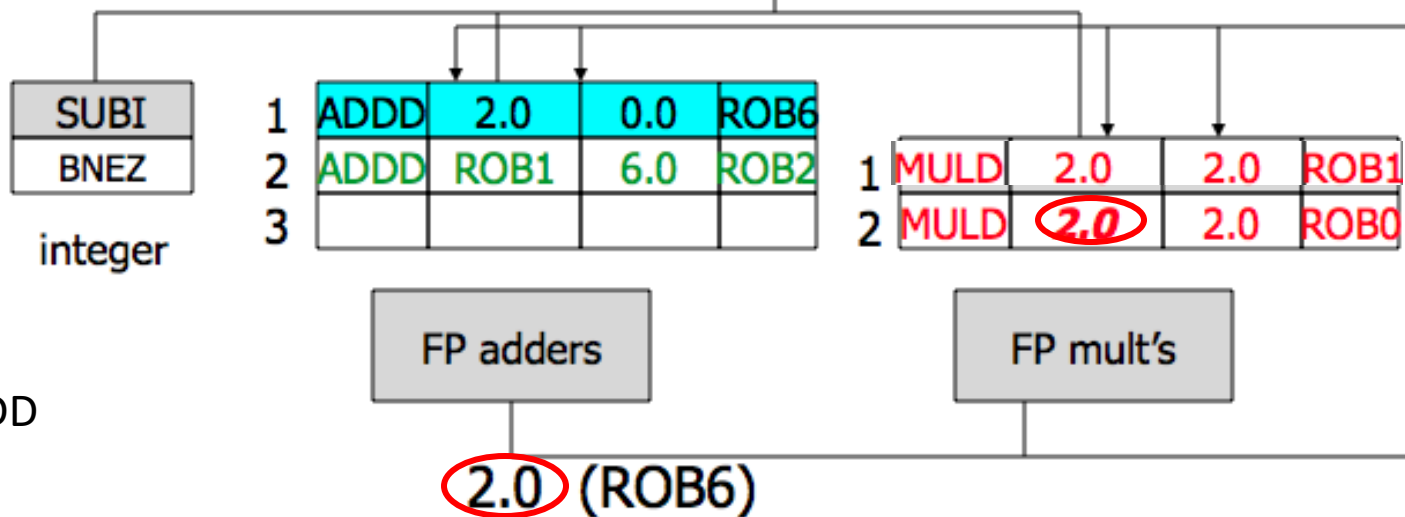 SUBI
BNEZ
integer
1 ADDD 2.0 0.0 ROB6
2 ADDD ROB1 6.0 ROB2
3
1 MULD 2.0 2.0 ROB1
2 MULD 2.0 2.0 ROB0
FP adders
FP mult's
2.0 (ROB6)